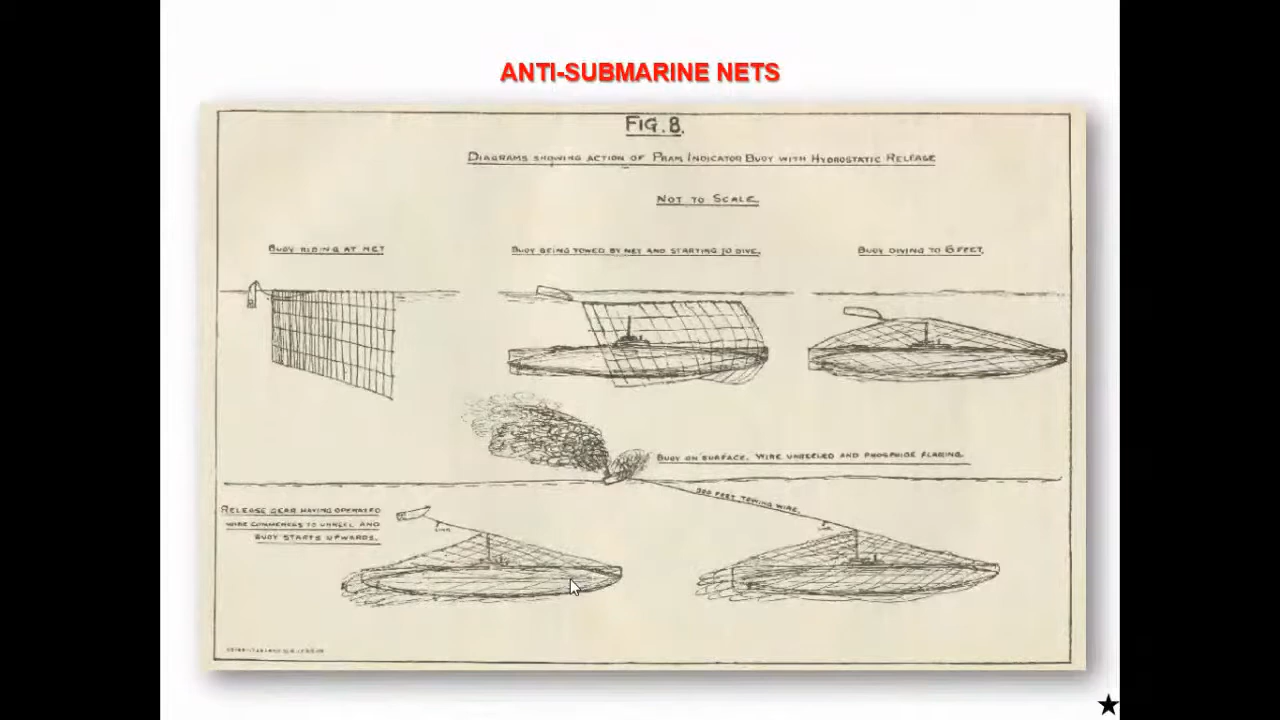 ANTI-SUBMARINE NETS
FIG. 8.
DIAGRAMS SHOWING ACTION OF PRAM INDICATOR BUOY WITH HYDROSTATIC RELEASE
NOT TO SCALE.
BUOY RIDING AT NET
BUOY BEING TOWED BY NET AND STARTING TO DIVE.
BUOY DIVING TO 6 FEET.
BUOY ON SURFACE. WIRE UNREELED AND PHOSPHIDE FLARING.
FEET TOWING WIRE.
RELEASE GEAR HAVING OPERATED
WIRE COMMENCES TO UNREEL AND
BUOY STARTS UPWARDS.